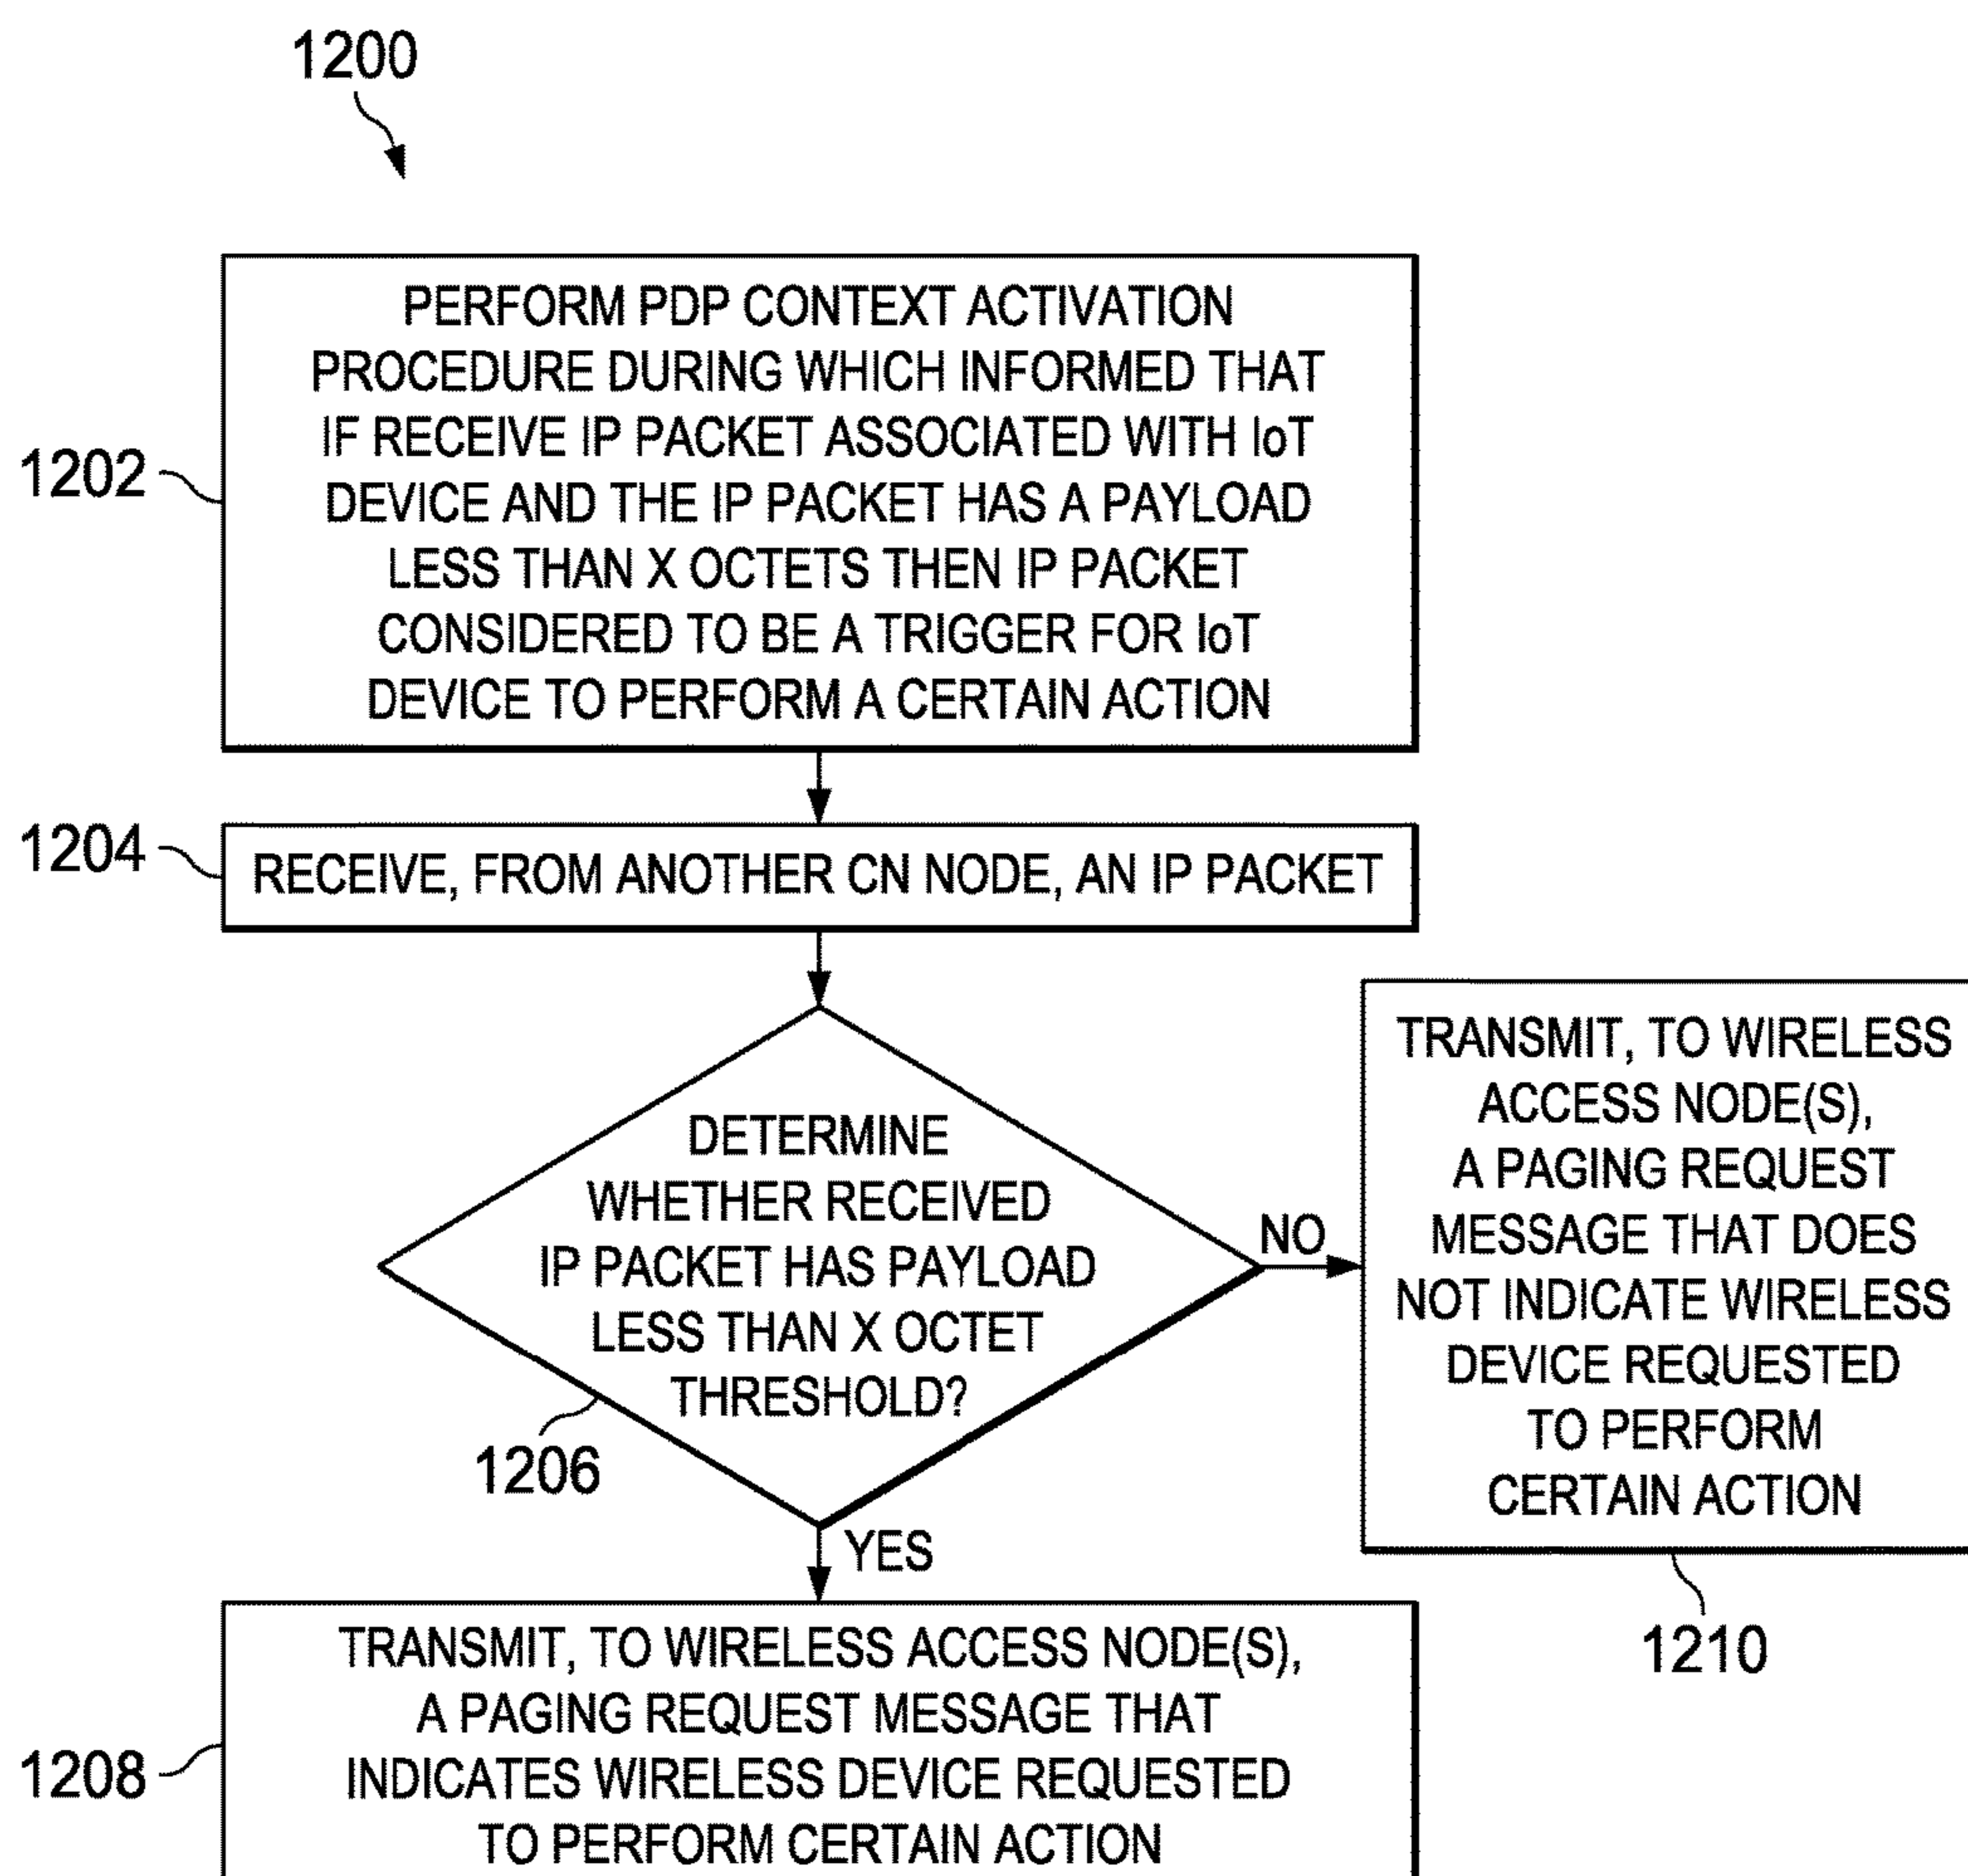 1200
PERFORM PDP CONTEXT ACTIVATION
PROCEDURE DURING WHICH INFORMED THAT
IF RECEIVE IP PACKET ASSOCIATED WITH IoT
DEVICE AND THE IP PACKET HAS A PAYLOAD
LESS THAN X OCTETS THEN IP PACKET
CONSIDERED TO BE A TRIGGER FOR IoT
DEVICE TO PERFORM A CERTAIN ACTION
1202
1204
RECEIVE, FROM ANOTHER CN NODE, AN IP PACKET
DETERMINE
WHETHER RECEIVED
IP PACKET HAS PAYLOAD
LESS THAN X OCTET
THRESHOLD?
1206
NO
TRANSMIT, TO WIRELESS
ACCESS NODE(S),
A PAGING REQUEST
MESSAGE THAT DOES
NOT INDICATE WIRELESS
DEVICE REQUESTED
TO PERFORM
CERTAIN ACTION
1210
YES
TRANSMIT, TO WIRELESS ACCESS NODE(S),
A PAGING REQUEST MESSAGE THAT
INDICATES WIRELESS DEVICE REQUESTED
TO PERFORM CERTAIN ACTION
1208